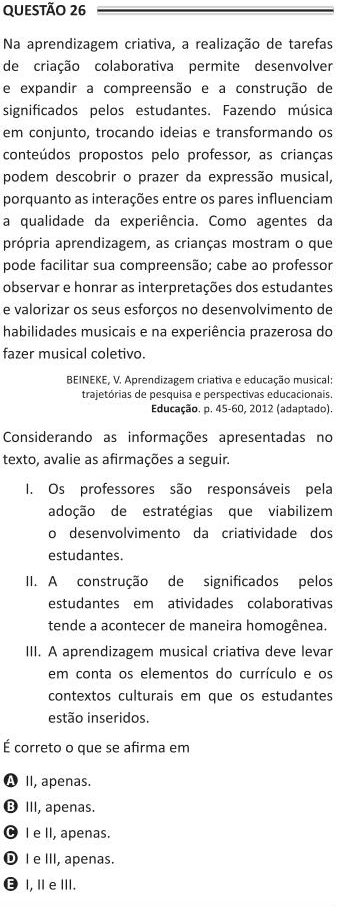 QUESTÃO 26
Na aprendizagem criativa, a realização de tarefas
de criação colaborativa permite desenvolver
e expandir a compreensão e a construção de
significados pelos estudantes. Fazendo música
em conjunto, trocando ideias e transformando os
conteúdos propostos pelo professor, as crianças
podem descobrir o prazer da expressão musical,
porquanto as interações entre os pares influenciam
a qualidade da experiência. Como agentes da
própria aprendizagem, as crianças mostram o que
pode facilitar sua compreensão; cabe ao professor
observar e honrar as interpretações dos estudantes
e valorizar os seus esforços no desenvolvimento de
habilidades musicais e na experiência prazerosa do
fazer musical coletivo.
BEINEKE, V. Aprendizagem criativa e educação musical:
trajetórias de pesquisa e perspectivas educacionais.
Educação. p. 45-60, 2012 (adaptado).
Considerando as informações apresentadas no
texto, avalie as afirmações a seguir.
I. Os professores são responsáveis pela
adoção de estratégias que viabilizem
o desenvolvimento da criatividade dos
estudantes.
II. A construção de significados pelos
estudantes em atividades colaborativas
tende a acontecer de maneira homogênea.
III. A aprendizagem musical criativa deve levar
em conta os elementos do currículo e os
contextos culturais em que os estudantes
estão inseridos.
É correto o que se afirma em
A II, apenas.
B III, apenas.
C I e II, apenas.
D I e III, apenas.
E I, II e III.